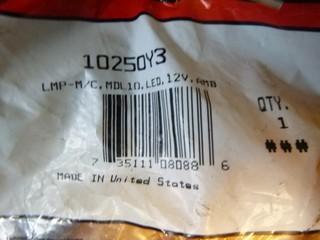 10250Y3
LMP-M/C, MDL10, LED, 12V, AMB
QTY.
1
###
7 35111 08088 6
MADE IN United States